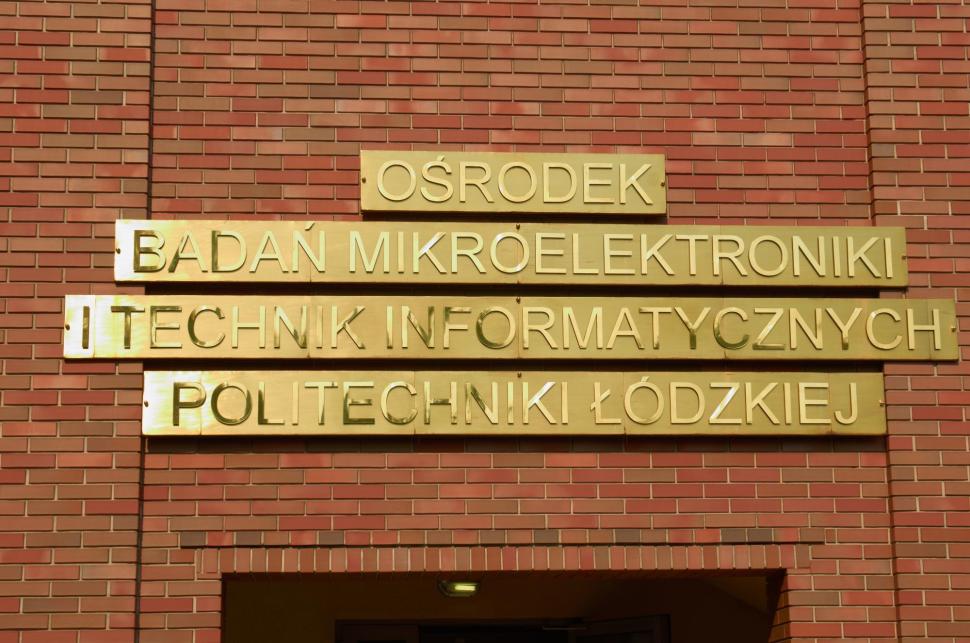 OŚRODEK
BADAŃ MIKROELEKTRONIKI
I TECHNIK INFORMATYCZNYCH
POLITECHNIKI ŁÓDZKIEJ